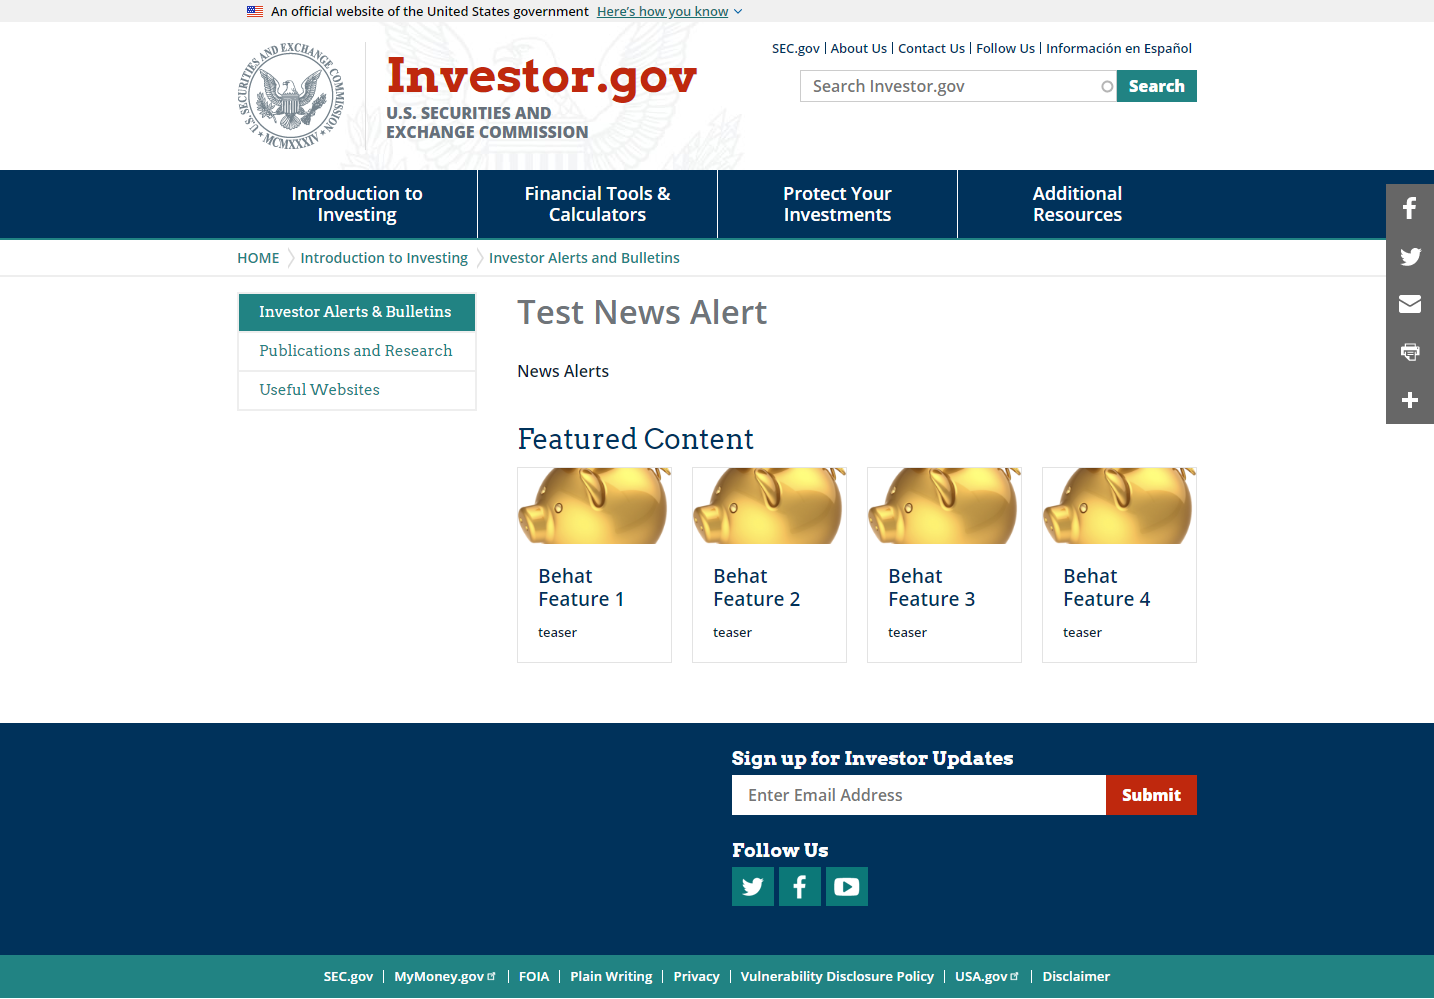 An official website of the United States government Here's how you know
SEC.gov About Us Contact Us Follow Us Información en Español
SECURITIES AND EXCHANGE COMMISSION
U.S.
MCMXXXIV
Investor.gov
U.S. SECURITIES AND
EXCHANGE COMMISSION
Search Investor.gov Search
Introduction to
Investing
Financial Tools &
Calculators
Protect Your
Investments
Additional
Resources
HOME Introduction to Investing Investor Alerts and Bulletins
Investor Alerts & Bulletins
Publications and Research
Useful Websites
Test News Alert
News Alerts
Featured Content
Behat
Feature 1
teaser
Behat
Feature 2
teaser
Behat
Feature 3
teaser
Behat
Feature 4
teaser
Sign up for Investor Updates
Enter Email Address Submit
Follow Us
SEC.gov MyMoney.gov FOIA Plain Writing Privacy Vulnerability Disclosure Policy USA.gov Disclaimer